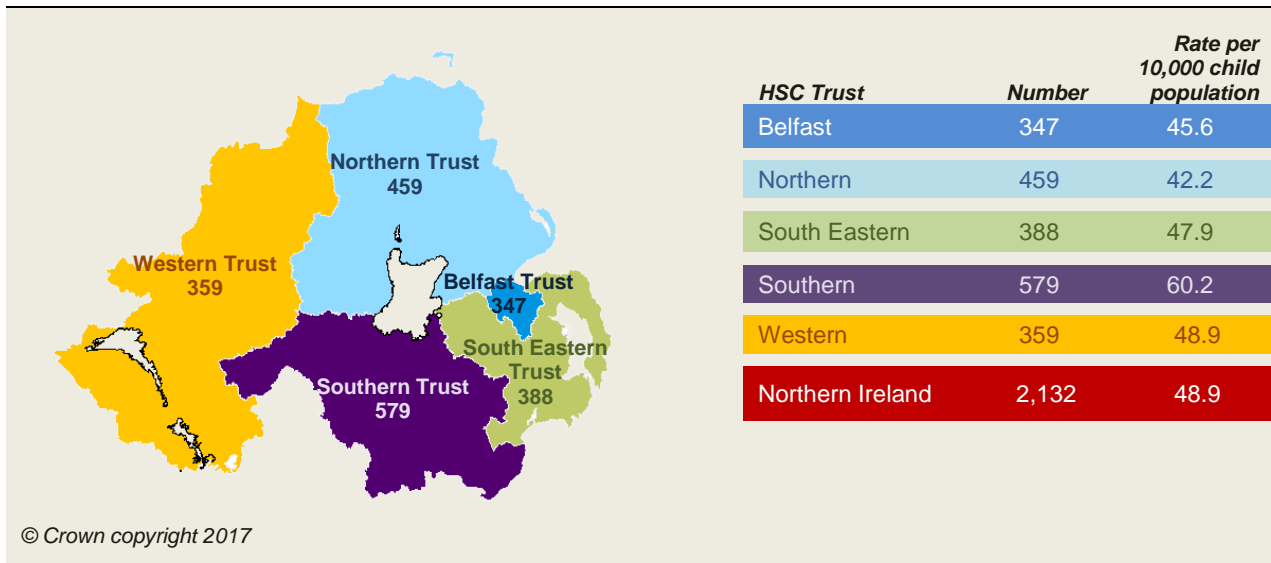 Northern Trust
459
Western Trust
359
Belfast Trust
347
South Eastern
Trust
388
Southern Trust
579
© Crown copyright 2017
Rate per
10,000 child
HSC Trust Number population
Belfast 347 45.6
Northern 459 42.2
South Eastern 388 47.9
Southern 579 60.2
Western 359 48.9
Northern Ireland 2,132 48.9